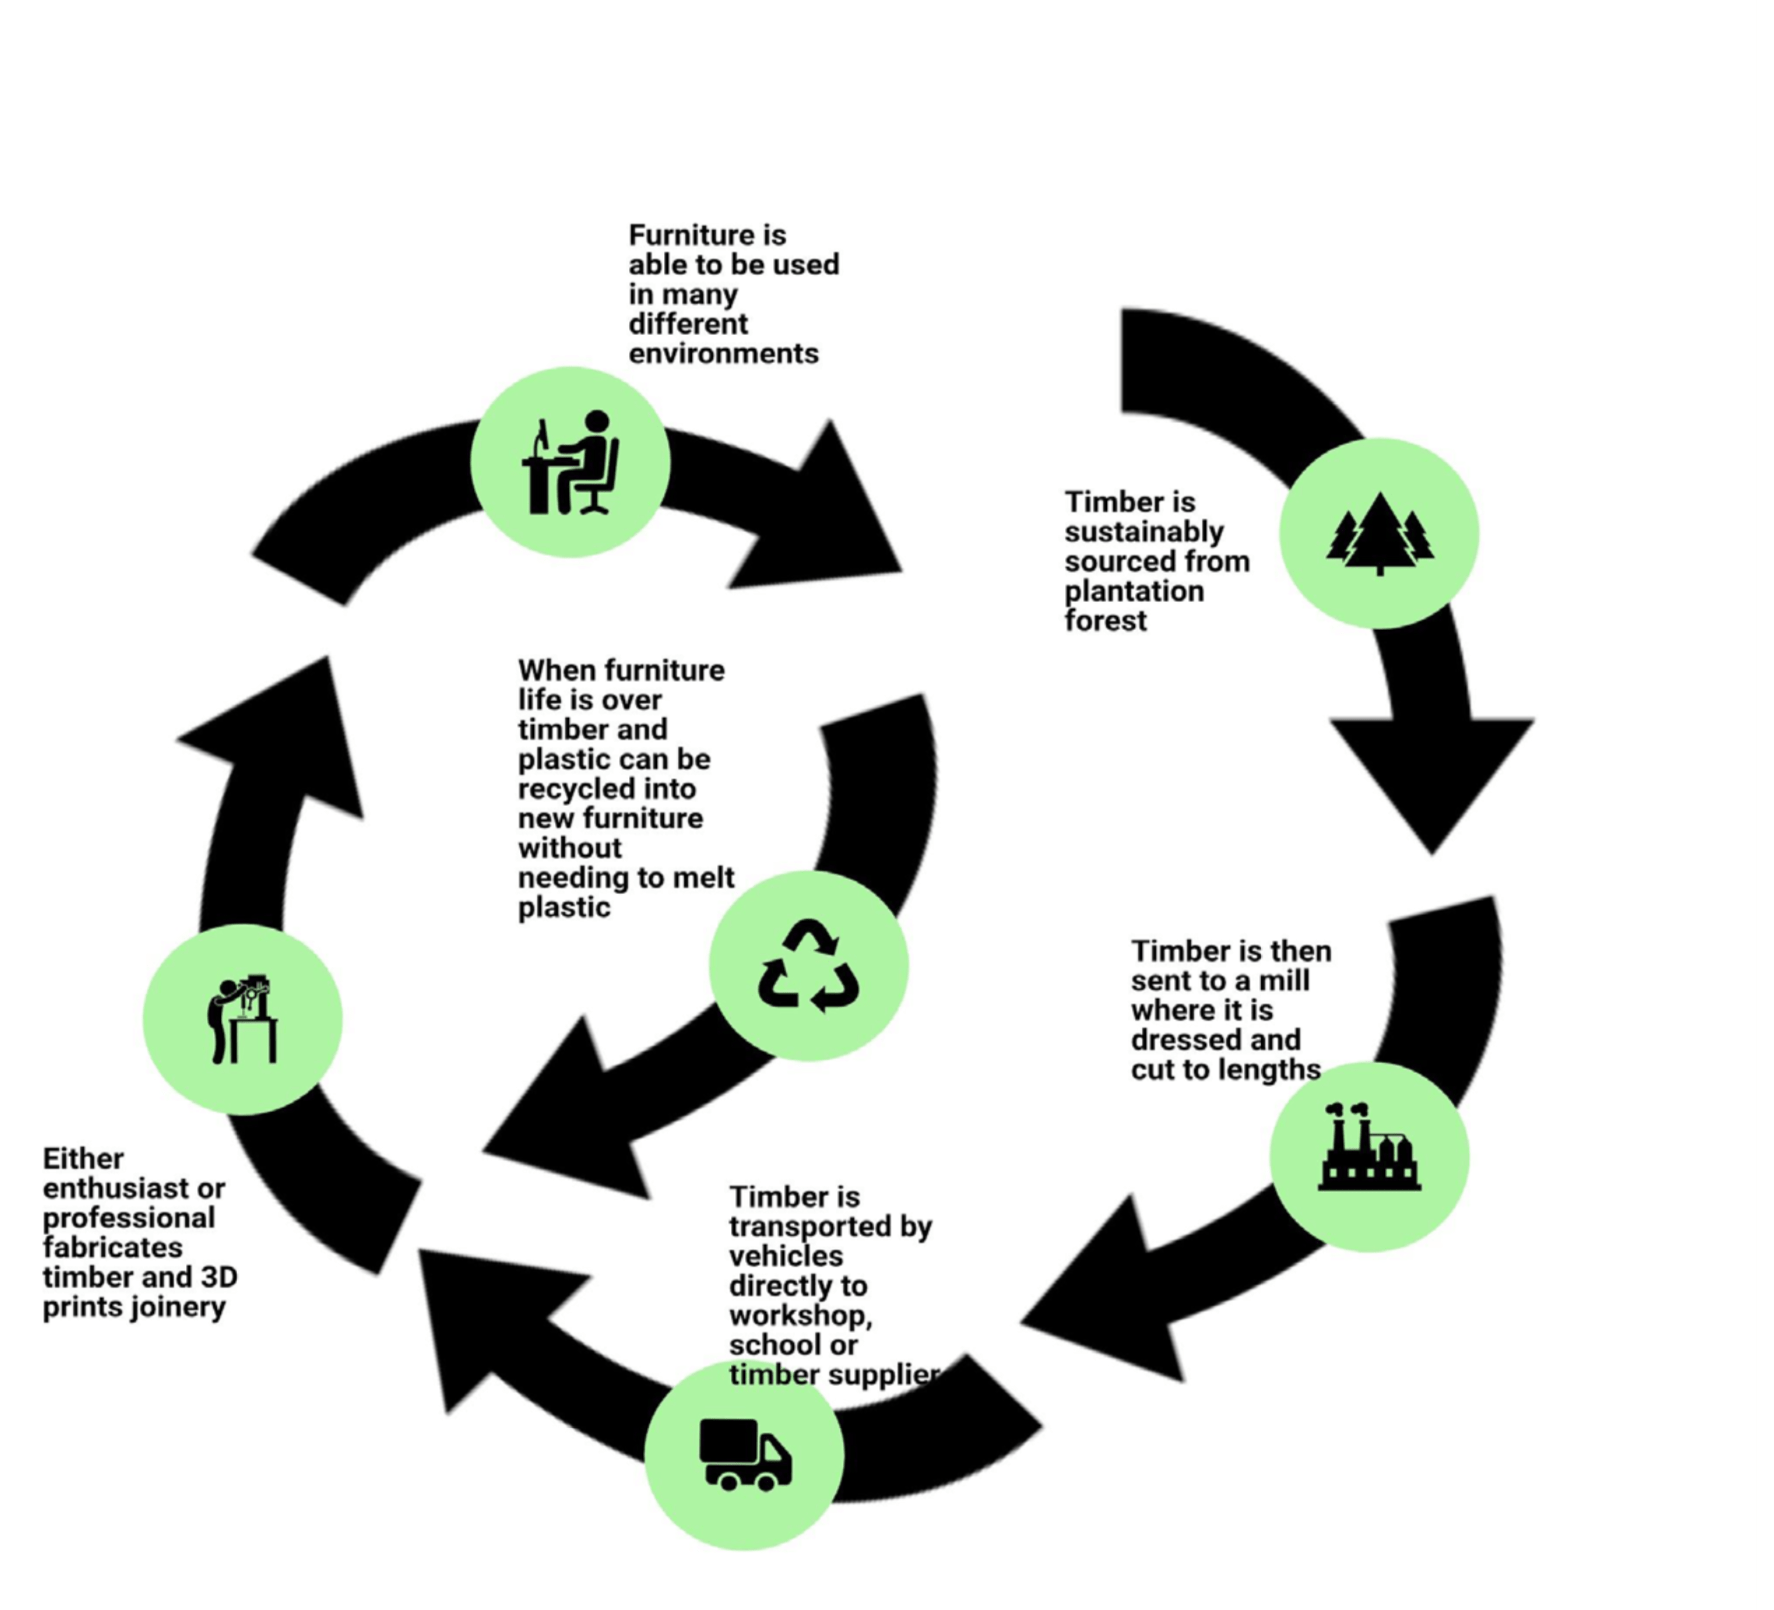 Furniture is
able to be used
in many
different
environments
Timber is
sustainably
sourced from
plantation
forest
When furniture
life is over
timber and
plastic can be
recycled into
new furniture
without
needing to melt
plastic
Timber is then
sent to a mill
where it is
dressed and
cut to lengths
Timber is
transported by
vehicles
directly to
workshop,
school or
timber supplier
Either
enthusiast or
professional
fabricates
timber and 3D
prints joinery